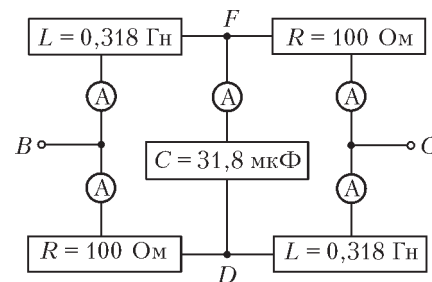 F
L = 0,318 Гн
R = 100 Ом
A
A
A
B
C = 31,8 мкФ
C
A
A
R = 100 Ом
L = 0,318 Гн
D